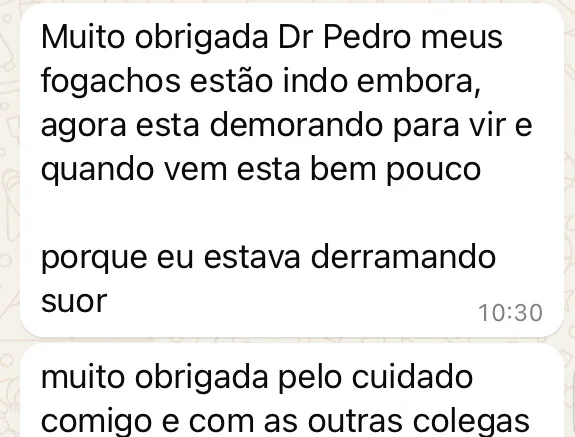 Muito obrigada Dr Pedro meus
fogachos estão indo embora,
agora esta demorando para vir e
quando vem esta bem pouco
porque eu estava derramando
suor
10:30
muito obrigada pelo cuidado
comigo e com as outras colegas